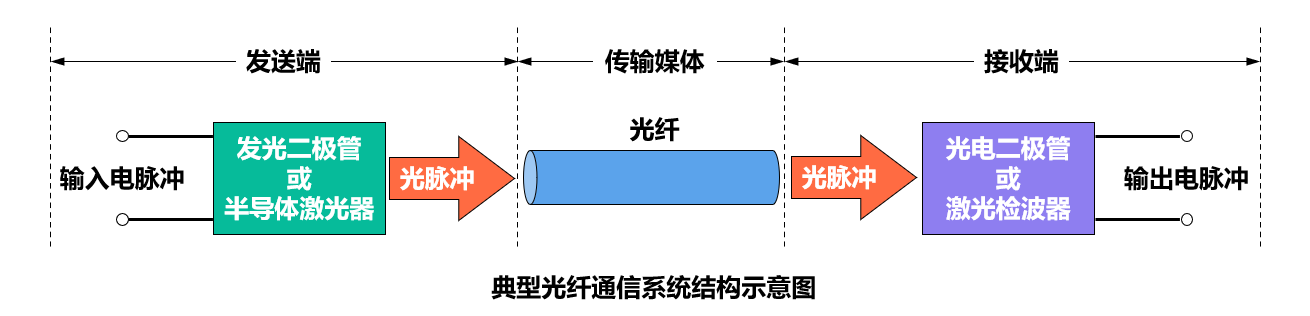 发送端
传输媒体
接收端
光纤
输入电脉冲
发光二极管
或
半导体激光器
光脉冲
光脉冲
光电二极管
或
激光检波器
输出电脉冲
典型光纤通信系统结构示意图